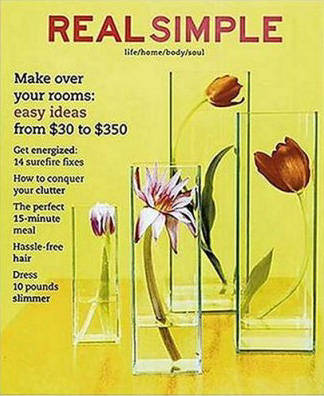 REAL SIMPLE
life/home/body/soul
Make over
your rooms:
easy ideas
from $30 to $350
Get energized:
14 surefire fixes
How to conquer
your clutter
The perfect
15-minute
meal
Hassle-free
hair
Dress
10 pounds
slimmer